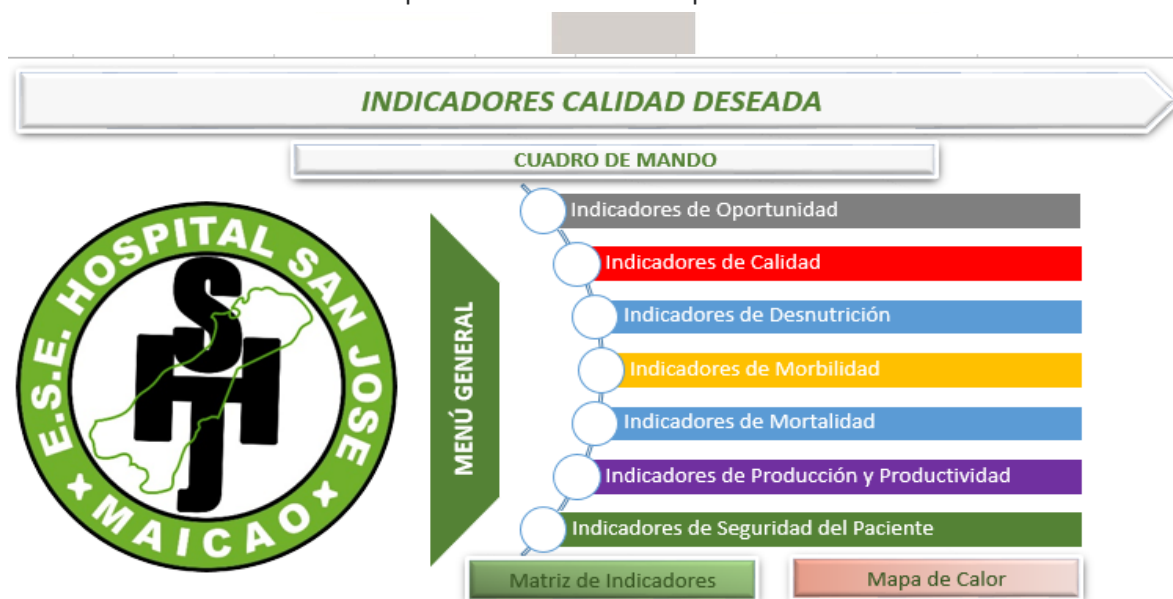 INDICADORES CALIDAD DESEADA
CUADRO DE MANDO
E.S.E. HOSPITAL SAN JOSE
MAICAO
SHJ
MENÚ GENERAL
Indicadores de Oportunidad
Indicadores de Calidad
Indicadores de Desnutrición
Indicadores de Morbilidad
Indicadores de Mortalidad
Indicadores de Producción y Productividad
Indicadores de Seguridad del Paciente
Matriz de Indicadores
Mapa de Calor